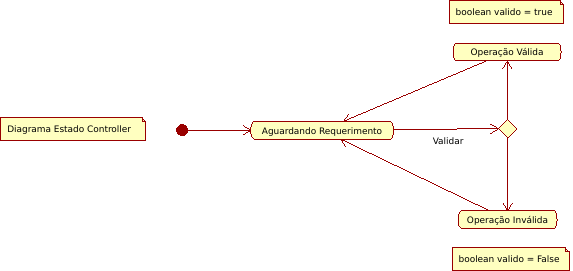 boolean valido = true
Operação Válida
Diagrama Estado Controller
Aguardando Requerimento
Validar
Operação Inválida
boolean valido = False